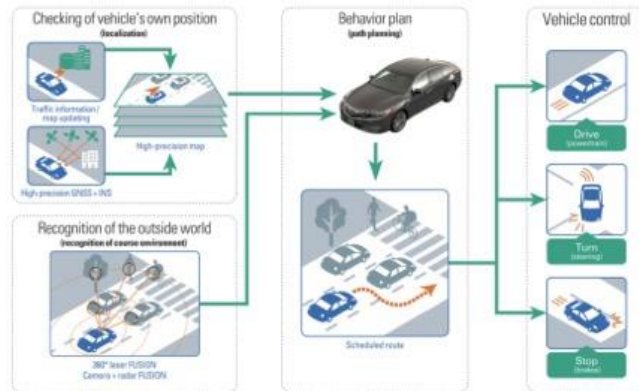 Checking of vehicle's own position
(localization)
Traffic information/
map updating
High-precision map
High-precision GNSS + INS
Recognition of the outside world
(recognition of course environment)
360° laser FUSION
Camera + radar FUSION
Behavior plan
(path planning)
Scheduled route
Vehicle control
Drive
(powertrain)
Turn
(steering)
Stop
(brakes)